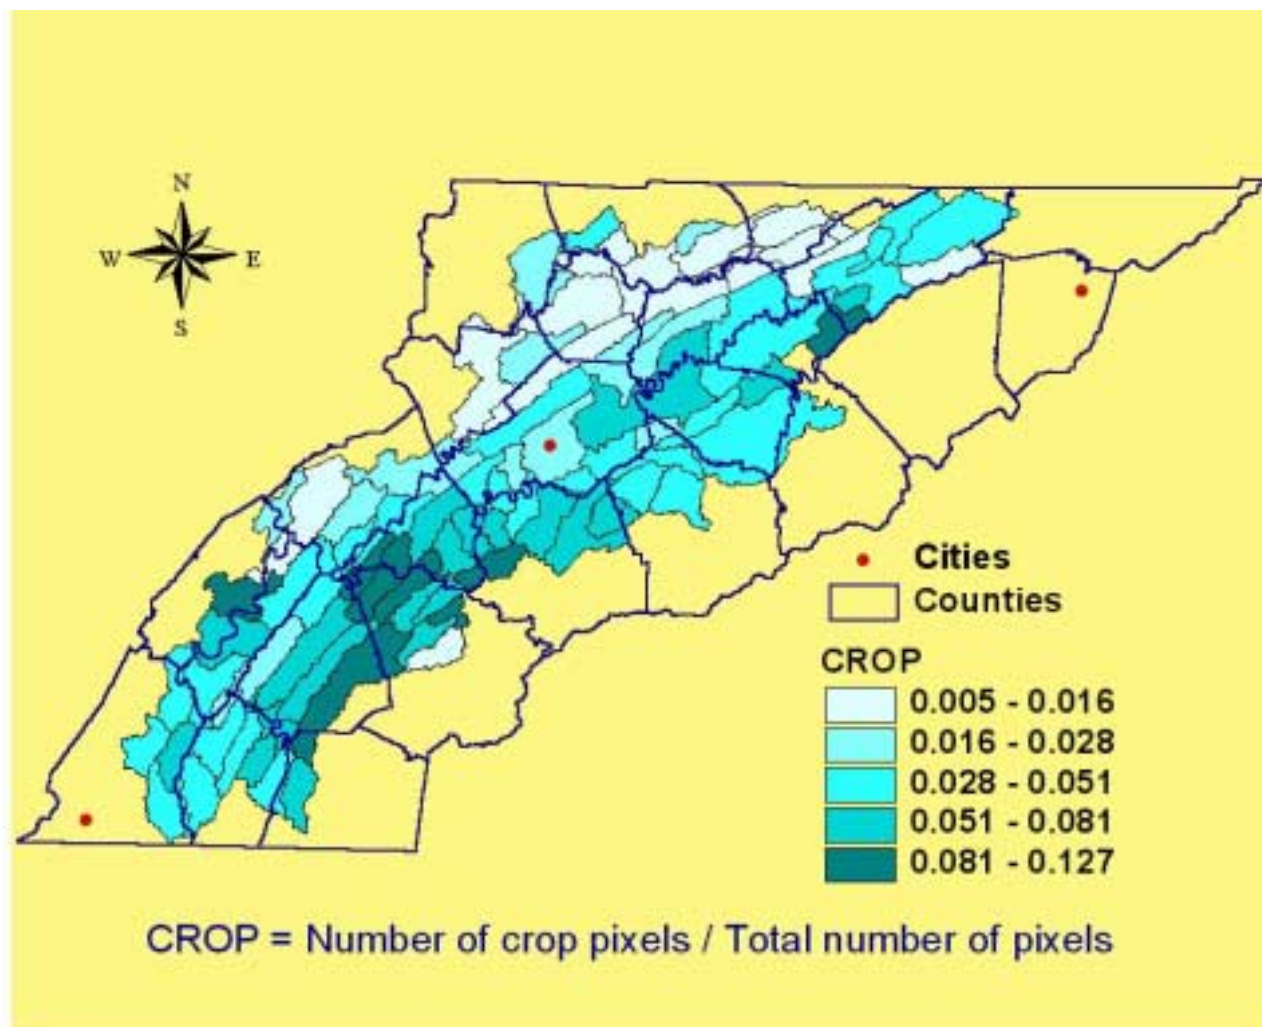 N
W E
S
Cities
Counties
CROP
0.005 - 0.016
0.016 - 0.028
0.028 - 0.051
0.051 - 0.081
0.081 - 0.127
CROP = Number of crop pixels / Total number of pixels